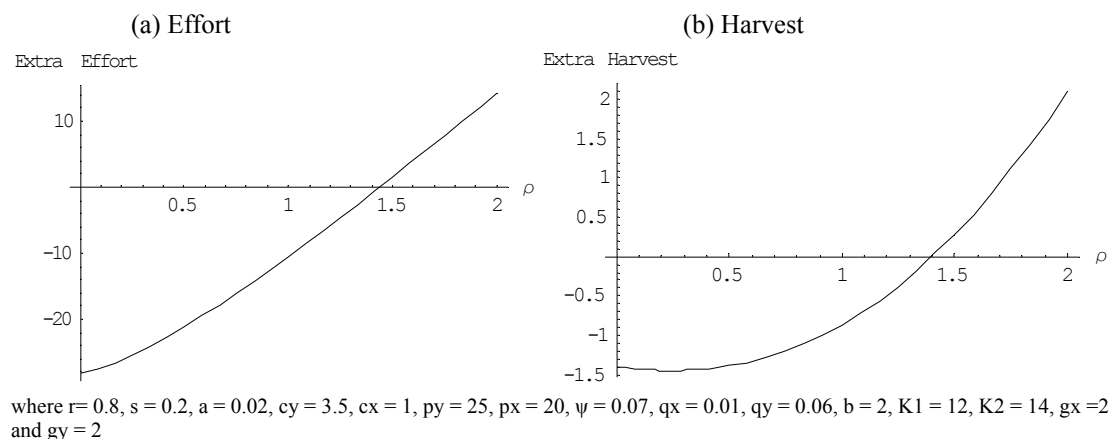 (a) Effort
(b) Harvest
Extra Effort
10
-10
-20
0.5
1
1.5
2
ρ
Extra Harvest
2
1.5
1
0.5
-0.5
-1
-1.5
0.5
1
1.5
2
ρ
where r= 0.8, s = 0.2, a = 0.02, cy = 3.5, cx = 1, py = 25, px = 20, ψ = 0.07, qx = 0.01, qy = 0.06, b = 2, K1 = 12, K2 = 14, gx =2
and gy = 2